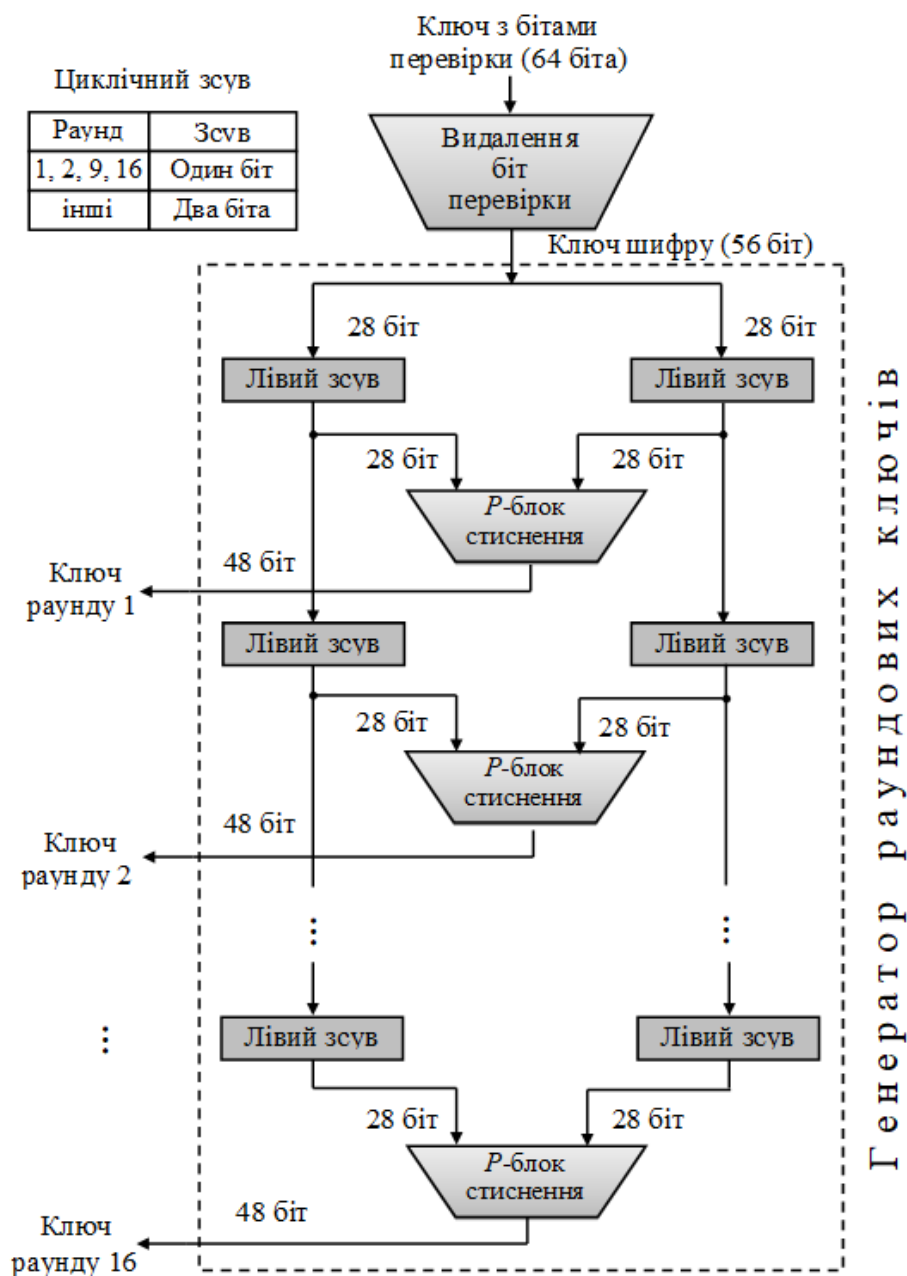 Ключ з бітами
перевірки (64 біта)
Циклічний зсув
Раунд Зсув
1, 2, 9, 16 Один біт
інші Два біта
Видалення
біт
перевірки
Ключ шифру (56 біт)
28 біт 28 біт
Лівий зсув Лівий зсув
28 біт 28 біт
P-блок
стиснення
48 біт
Ключ
раунду 1
Лівий зсув Лівий зсув
28 біт 28 біт
P-блок
стиснення
48 біт
Ключ
раунду 2
... ...
...
Лівий зсув Лівий зсув
28 біт 28 біт
P-блок
стиснення
48 біт
Ключ
раунду 16
Генератор раундових ключів